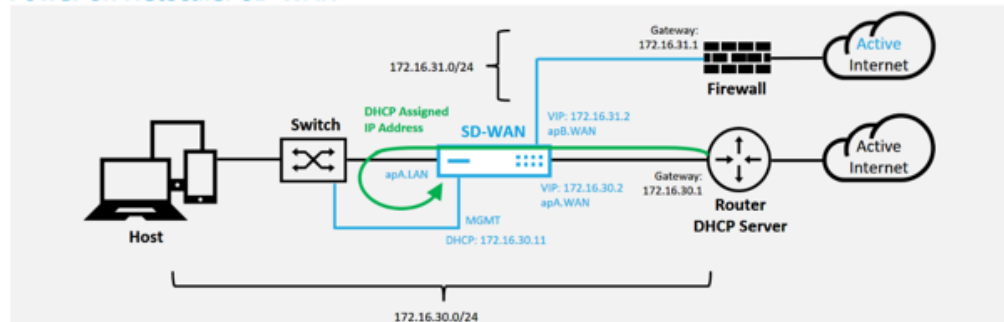 Gateway:
172.16.31.1
Active
Internet
172.16.31.0/24
Firewall
DHCP Assigned
IP Address
Switch
SD-WAN
VIP: 172.16.31.2
apB.WAN
Active
Internet
apA.LAN
Gateway:
172.16.30.1
VIP: 172.16.30.2
apA.WAN
Router
DHCP Server
MGMT
Host
DHCP: 172.16.30.11
172.16.30.0/24